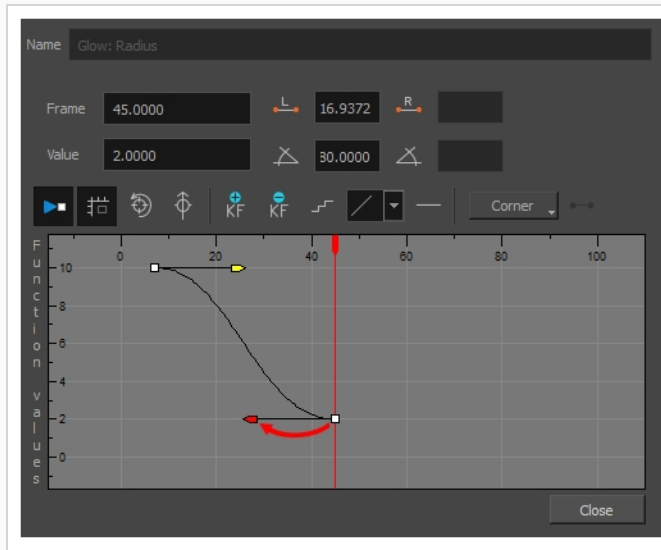 Name Glow: Radius
Frame 45.0000 L 16.9372 R
Value 2.0000 30.0000
KF KF Corner
0 20 40 60 80 100
Function values
10
8
6
4
2
0
Close